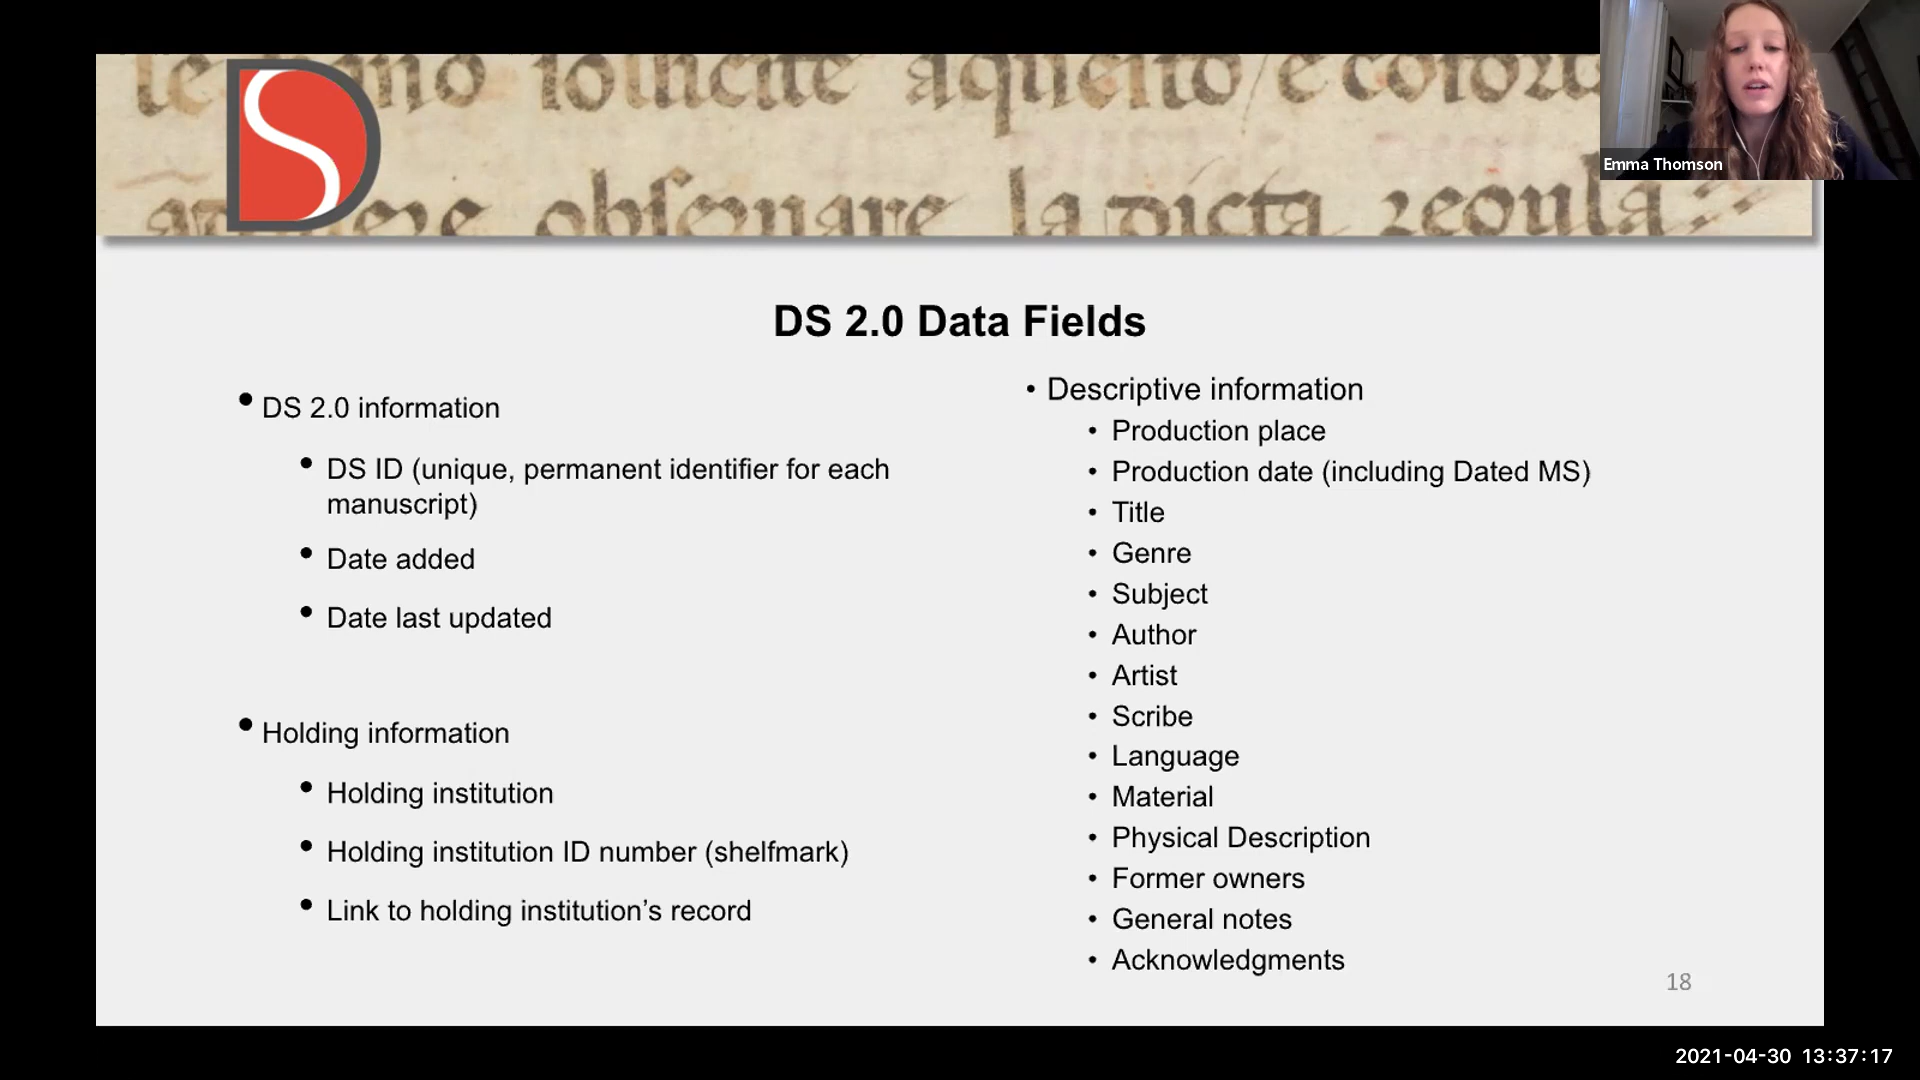 Emma Thomson
DS
DS 2.0 Data Fields
• DS 2.0 information
• DS ID (unique, permanent identifier for each
manuscript)
• Date added
• Date last updated
• Holding information
• Holding institution
• Holding institution ID number (shelfmark)
• Link to holding institution’s record
• Descriptive information
• Production place
• Production date (including Dated MS)
• Title
• Genre
• Subject
• Author
• Artist
• Scribe
• Language
• Material
• Physical Description
• Former owners
• General notes
• Acknowledgments
18
2021-04-30 13:37:17